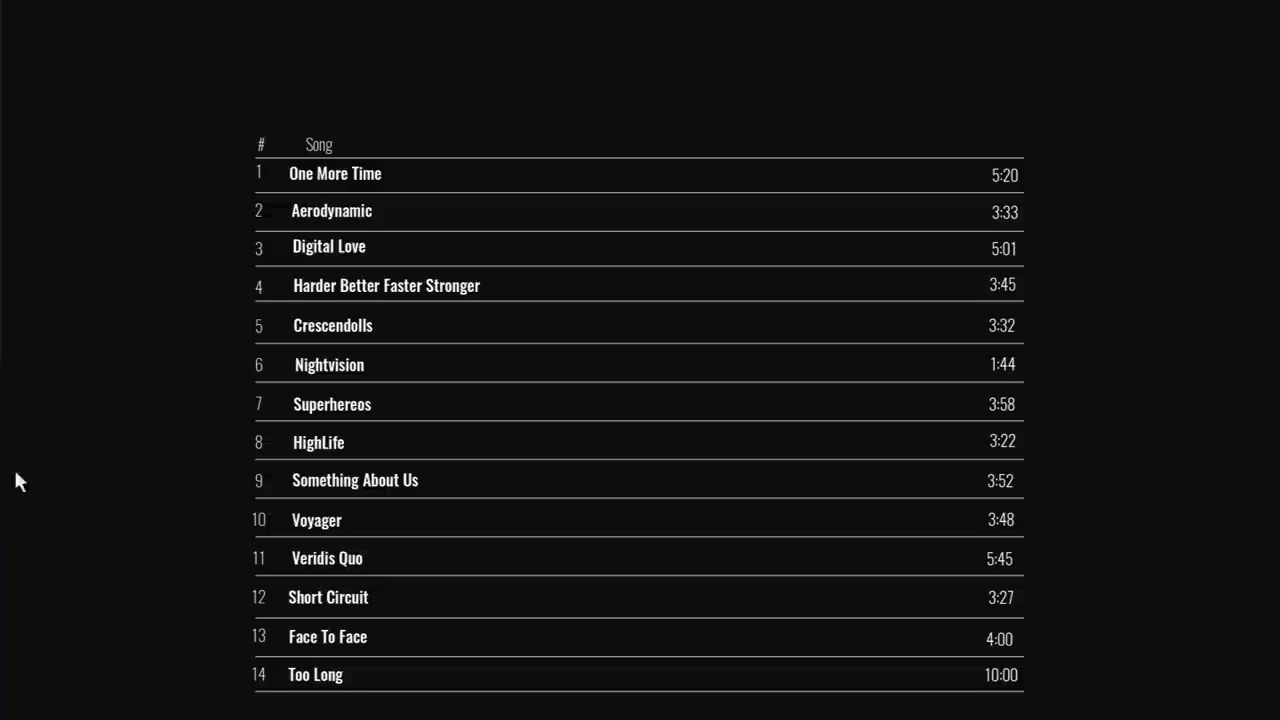 # Song
1 One More Time 5:20
2 Aerodynamic 3:33
3 Digital Love 5:01
4 Harder Better Faster Stronger 3:45
5 Crescendolls 3:32
6 Nightvision 1:44
7 Superhereos 3:58
8 HighLife 3:22
9 Something About Us 3:52
10 Voyager 3:48
11 Veridis Quo 5:45
12 Short Circuit 3:27
13 Face To Face 4:00
14 Too Long 10:00